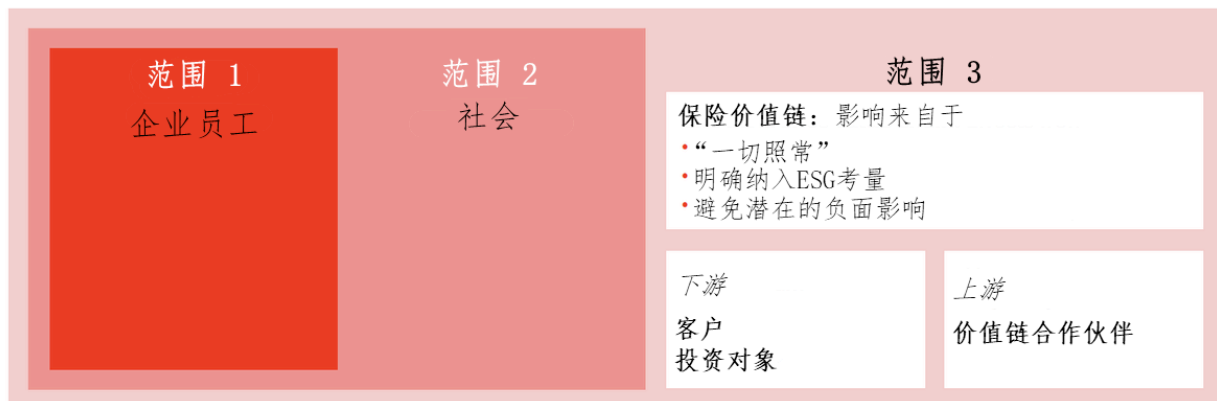 范围 1
企业员工
范围 2
社会
范围 3
保险价值链：影响来自于
•“一切照常”
•明确纳入ESG考量
•避免潜在的负面影响
下游
客户
投资对象
上游
价值链合作伙伴